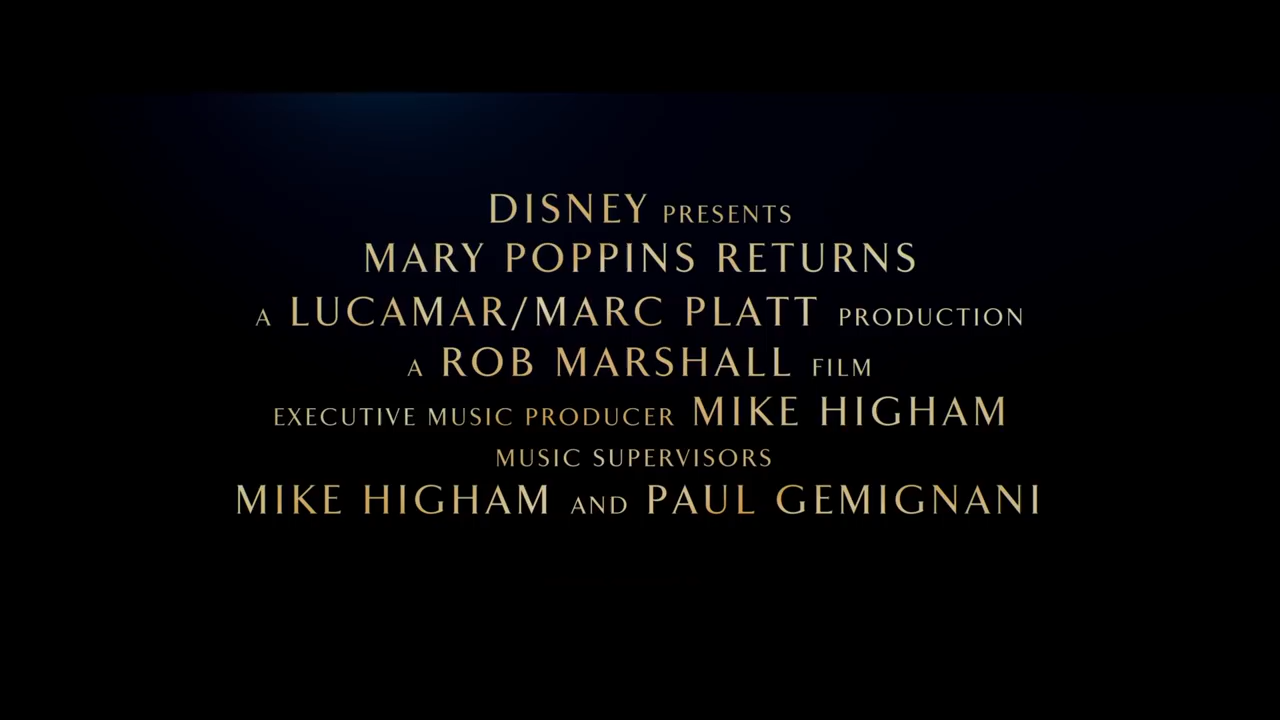 DISNEY PRESENTS
MARY POPPINS RETURNS
A LUCAMAR/MARC PLATT PRODUCTION
A ROB MARSHALL FILM
EXECUTIVE MUSIC PRODUCER MIKE HIGHAM
MUSIC SUPERVISORS
MIKE HIGHAM AND PAUL GEMIGNANI